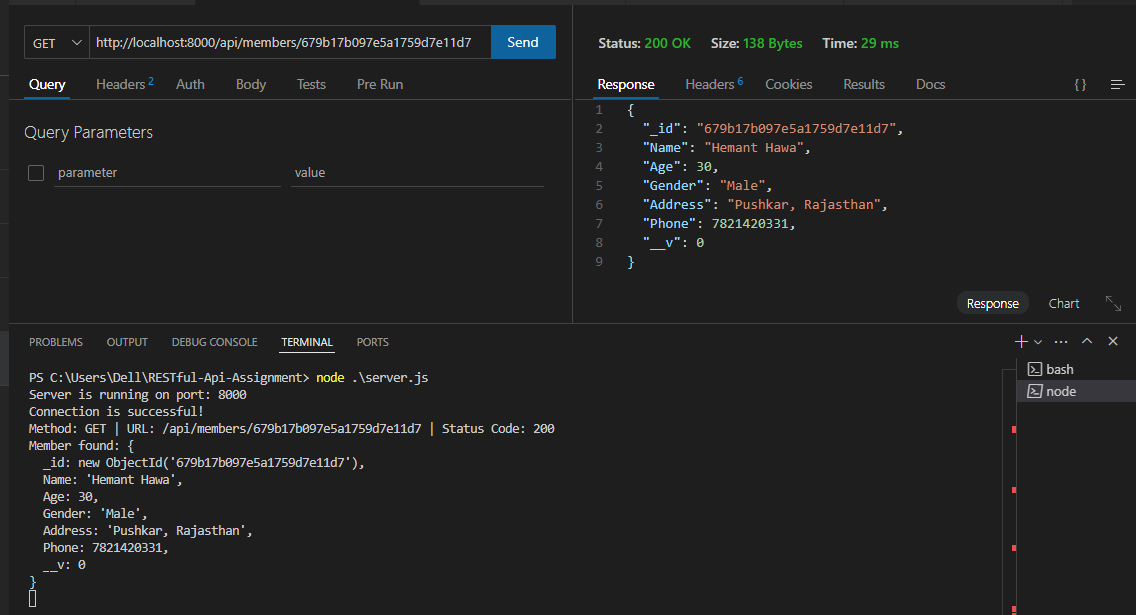 GET http://localhost:8000/api/members/679b17b097e5a1759d7e11d7 Send
Query Headers 2 Auth Body Tests Pre Run
Query Parameters
parameter value
Status: 200 OK Size: 138 Bytes Time: 29 ms
Response Headers 6 Cookies Results Docs {}
1 {
2 "_id": "679b17b097e5a1759d7e11d7",
3 "Name": "Hemant Hawa",
4 "Age": 30,
5 "Gender": "Male",
6 "Address": "Pushkar, Rajasthan",
7 "Phone": 7821420331,
8 "__v": 0
9 }
Response Chart
PROBLEMS OUTPUT DEBUG CONSOLE TERMINAL PORTS
PS C:\Users\Dell\RESTful-Api-Assignment> node .\server.js
Server is running on port: 8000
Connection is successful!
Method: GET | URL: /api/members/679b17b097e5a1759d7e11d7 | Status Code: 200
Member found: {
_id: new ObjectId('679b17b097e5a1759d7e11d7'),
Name: 'Hemant Hawa',
Age: 30,
Gender: 'Male',
Address: 'Pushkar, Rajasthan',
Phone: 7821420331,
__v: 0
}
bash
node